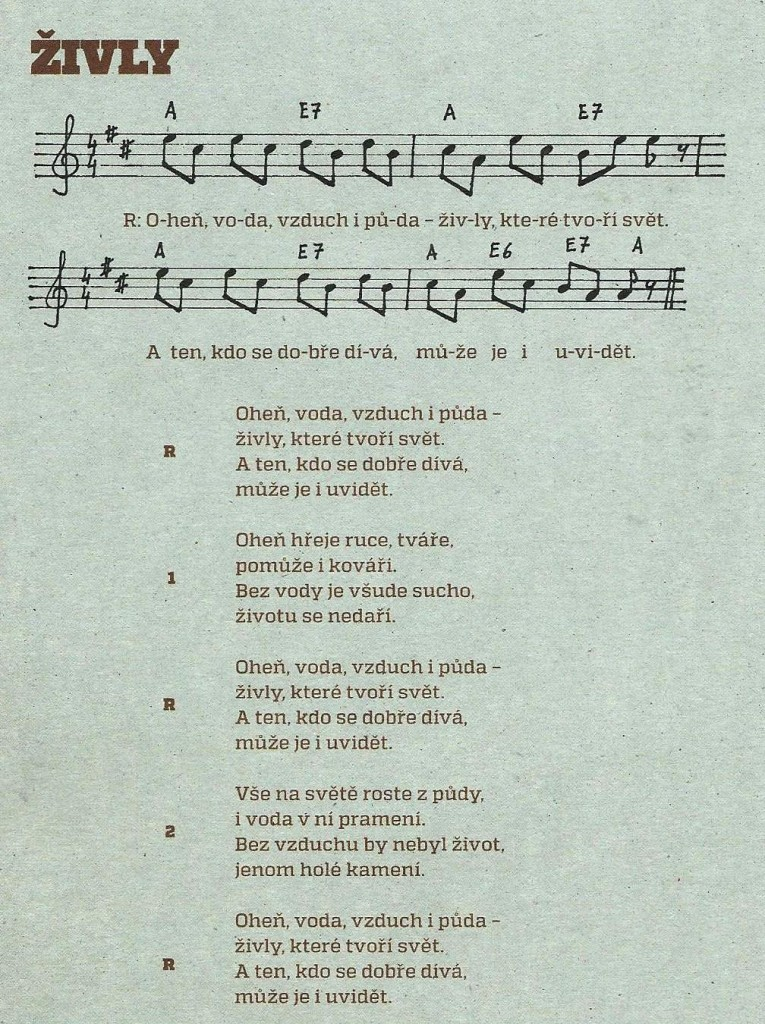 ŽIVLY
A E7 A E7
4/4
R: O-heň, vo-da, vzduch i pů-da – živ-ly, kte-ré tvo-ří svět.
A E7 A E6 E7 A
4/4
A ten, kdo se do-bře dí-vá, mů-že je i u-vi-dět.
Oheň, voda, vzduch i půda –
živly, které tvoří svět.
R
A ten, kdo se dobře dívá,
může je i uvidět.
Oheň hřeje ruce, tváře,
pomůže i kováři.
1
Bez vody je všude sucho,
životu se nedaří.
Oheň, voda, vzduch i půda –
živly, které tvoří svět.
R
A ten, kdo se dobře dívá,
může je i uvidět.
Vše na světě roste z půdy,
i voda v ní pramení.
2
Bez vzduchu by nebyl život,
jenom holé kamení.
Oheň, voda, vzduch i půda –
živly, které tvoří svět.
R
A ten, kdo se dobře dívá,
může je i uvidět.